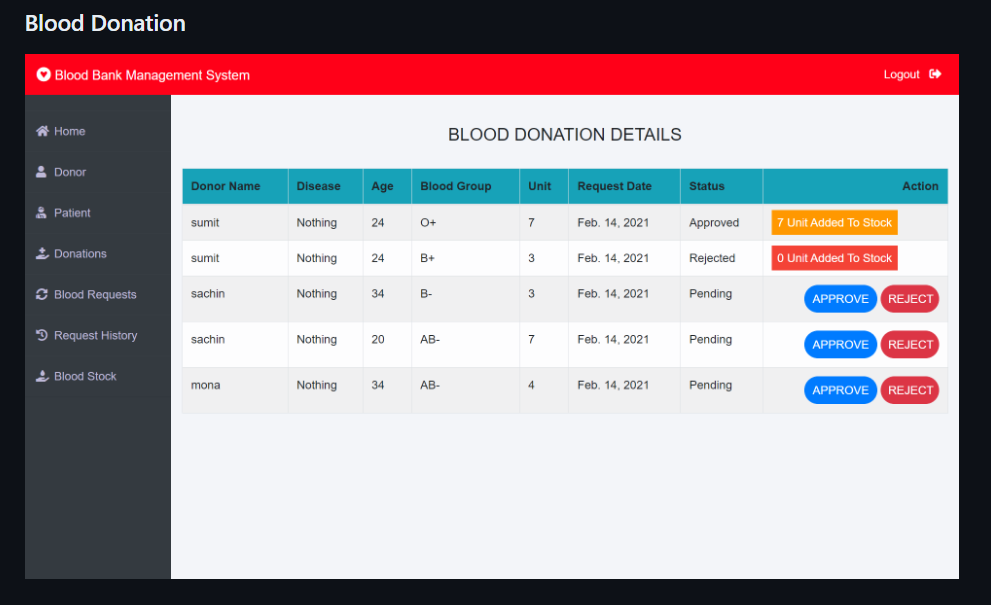 Blood Donation
Blood Bank Management System Logout
Home
Donor
Patient
Donations
Blood Requests
Request History
Blood Stock
BLOOD DONATION DETAILS
Donor Name Disease Age Blood Group Unit Request Date Status Action
sumit Nothing 24 O+ 7 Feb. 14, 2021 Approved 7 Unit Added To Stock
sumit Nothing 24 B+ 3 Feb. 14, 2021 Rejected 0 Unit Added To Stock
sachin Nothing 34 B- 3 Feb. 14, 2021 Pending APPROVE REJECT
sachin Nothing 20 AB- 7 Feb. 14, 2021 Pending APPROVE REJECT
mona Nothing 34 AB- 4 Feb. 14, 2021 Pending APPROVE REJECT